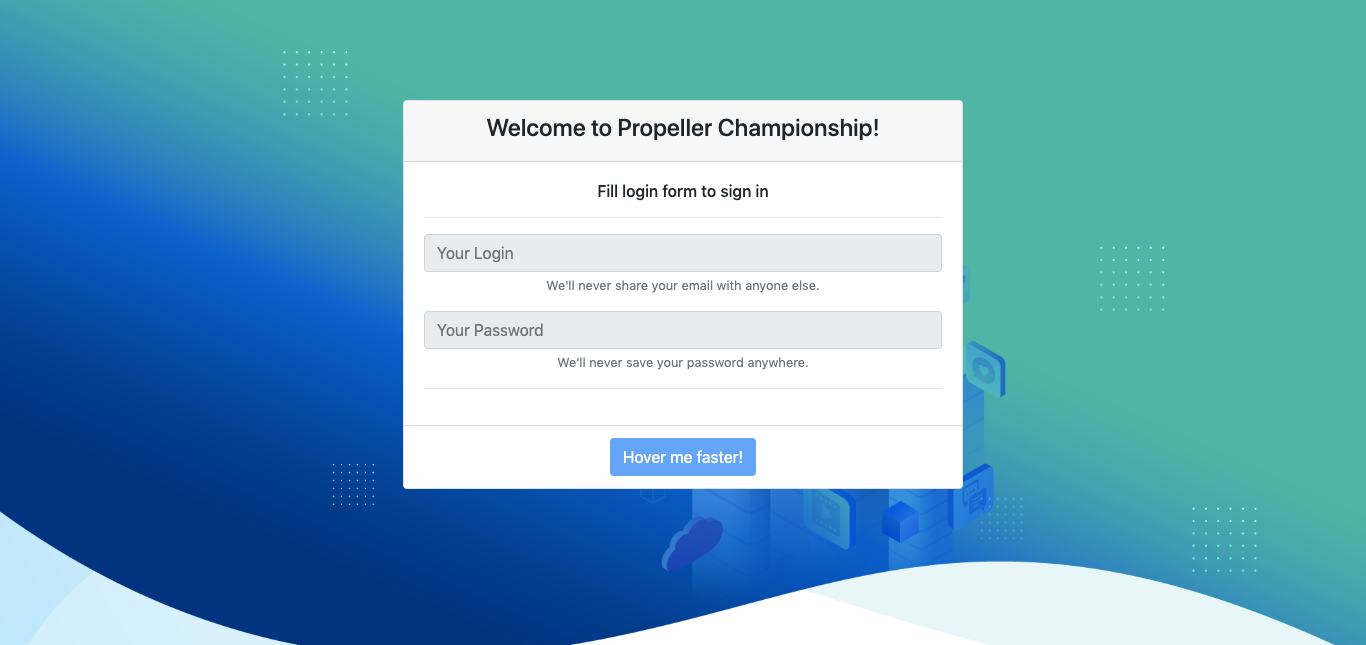 Welcome to Propeller Championship!
Fill login form to sign in
Your Login
We'll never share your email with anyone else.
Your Password
We'll never save your password anywhere.
Hover me faster!